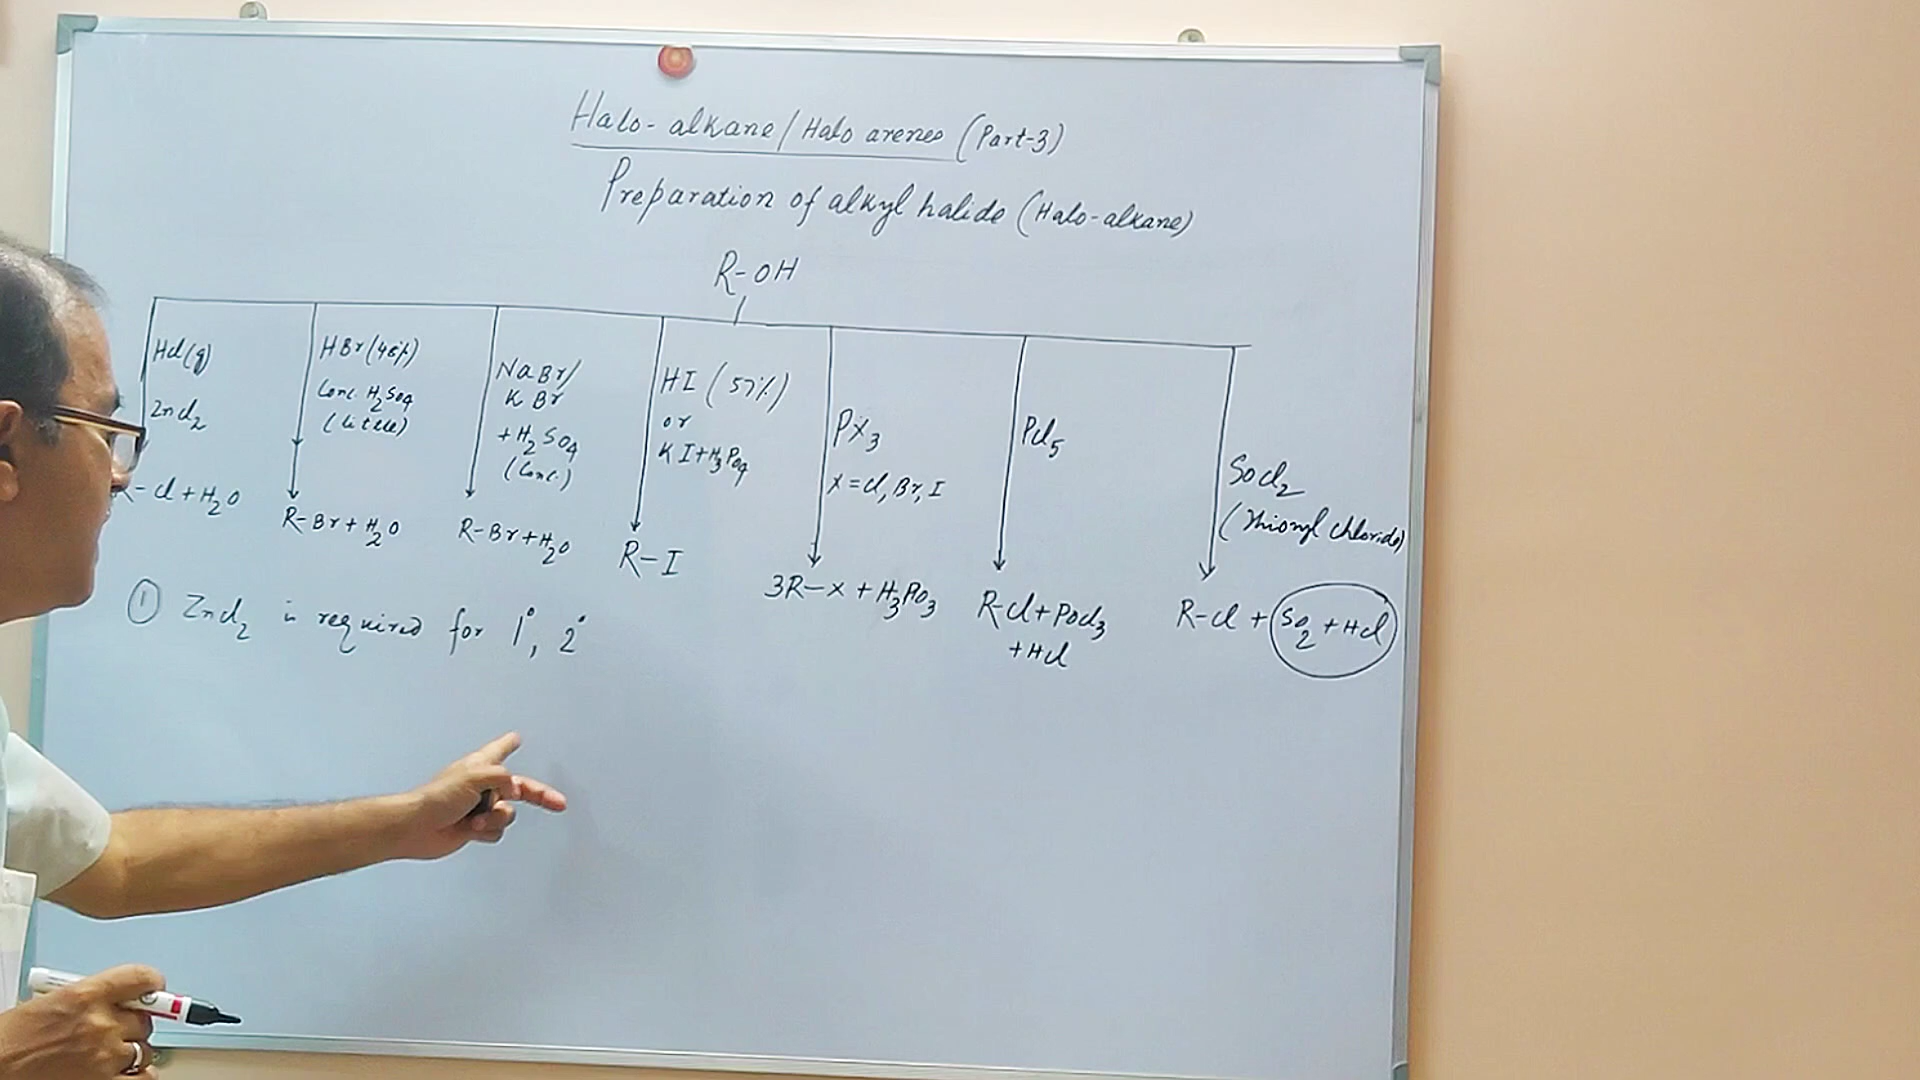 Halo-alkane/Halo arenes (Part-3)
Preparation of alkyl halide (Halo-alkane)
R-OH
HCl(g)
ZnCl2
R-Cl+H2O
HBr(48%)
Conc. H2SO4
(little)
R-Br+H2O
NaBr/
KBr
+H2SO4
(Conc.)
R-Br+H2O
HI (57%)
or
KI+H3PO4
R-I
PX3
X=Cl, Br, I
3R-X+H3PO3
PCl5
R-Cl+POCl3
+HCl
SOCl2
(Thionyl chloride)
R-Cl+SO2+HCl
① ZnCl2 is required for 1°, 2°